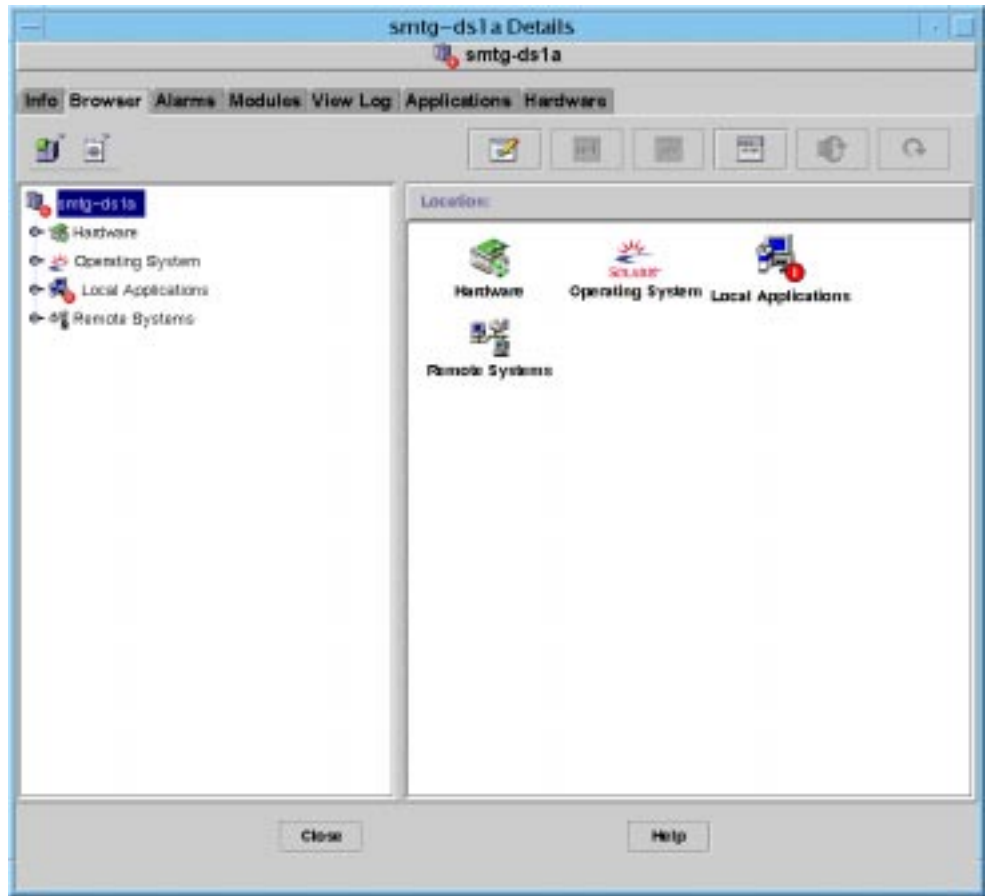 smtg-ds1a Details
smtg-ds1a
Info Browser Alarms Modules View Log Applications Hardware
smtg-ds1a
Hardware
Operating System
Local Applications
Remote Systems
Location:
Hardware
SOLARIS
Operating System
Local Applications
Remote Systems
Close
Help